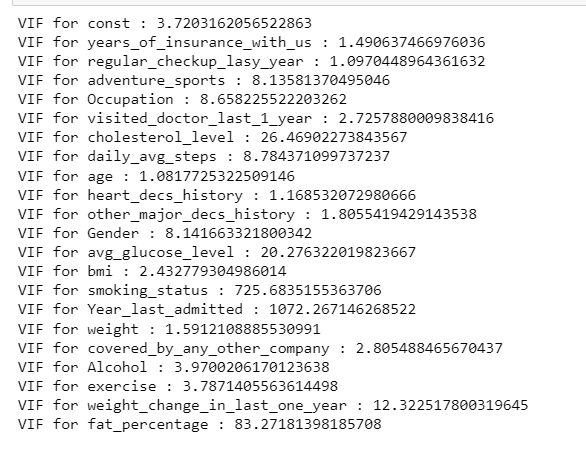 VIF for const : 3.7203162056522863
VIF for years_of_insurance_with_us : 1.490637466976036
VIF for regular_checkup_lasy_year : 1.0970448964361632
VIF for adventure_sports : 8.13581370495046
VIF for Occupation : 8.658225522203262
VIF for visited_doctor_last_1_year : 2.7257880009838416
VIF for cholesterol_level : 26.46902273843567
VIF for daily_avg_steps : 8.784371099737237
VIF for age : 1.0817725322509146
VIF for heart_decs_history : 1.168532072980666
VIF for other_major_decs_history : 1.8055419429143538
VIF for Gender : 8.141663321800342
VIF for avg_glucose_level : 20.276322019823667
VIF for bmi : 2.432779304986014
VIF for smoking_status : 725.6835155363706
VIF for Year_last_admitted : 1072.267146268522
VIF for weight : 1.5912108885530991
VIF for covered_by_any_other_company : 2.805488465670437
VIF for Alcohol : 3.9700206170123638
VIF for exercise : 3.7871405563614498
VIF for weight_change_in_last_one_year : 12.322517800319645
VIF for fat_percentage : 83.27181398185708